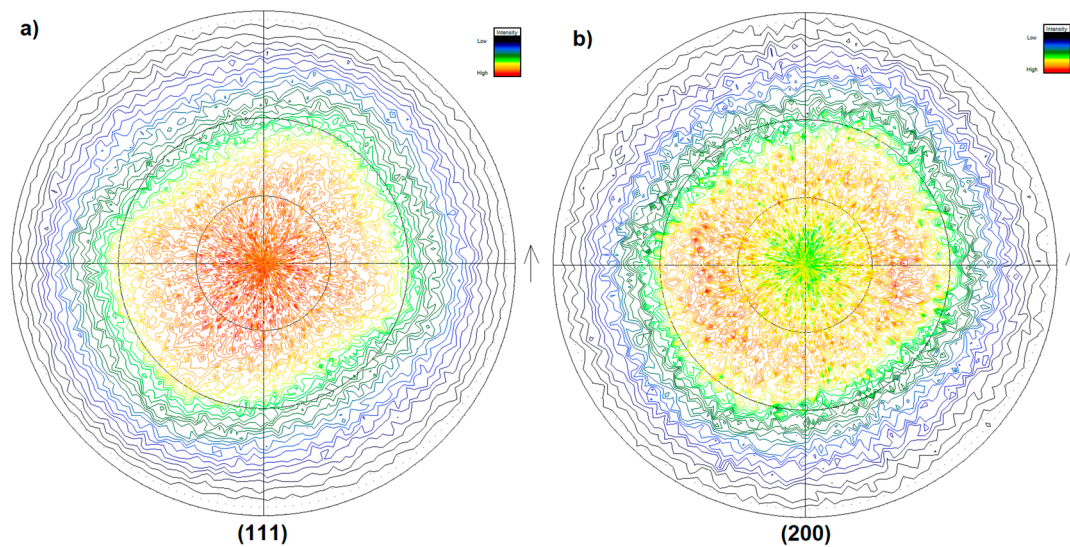 a)
Intensity
Low
High
(111)
b)
Intensity
Low
High
(200)